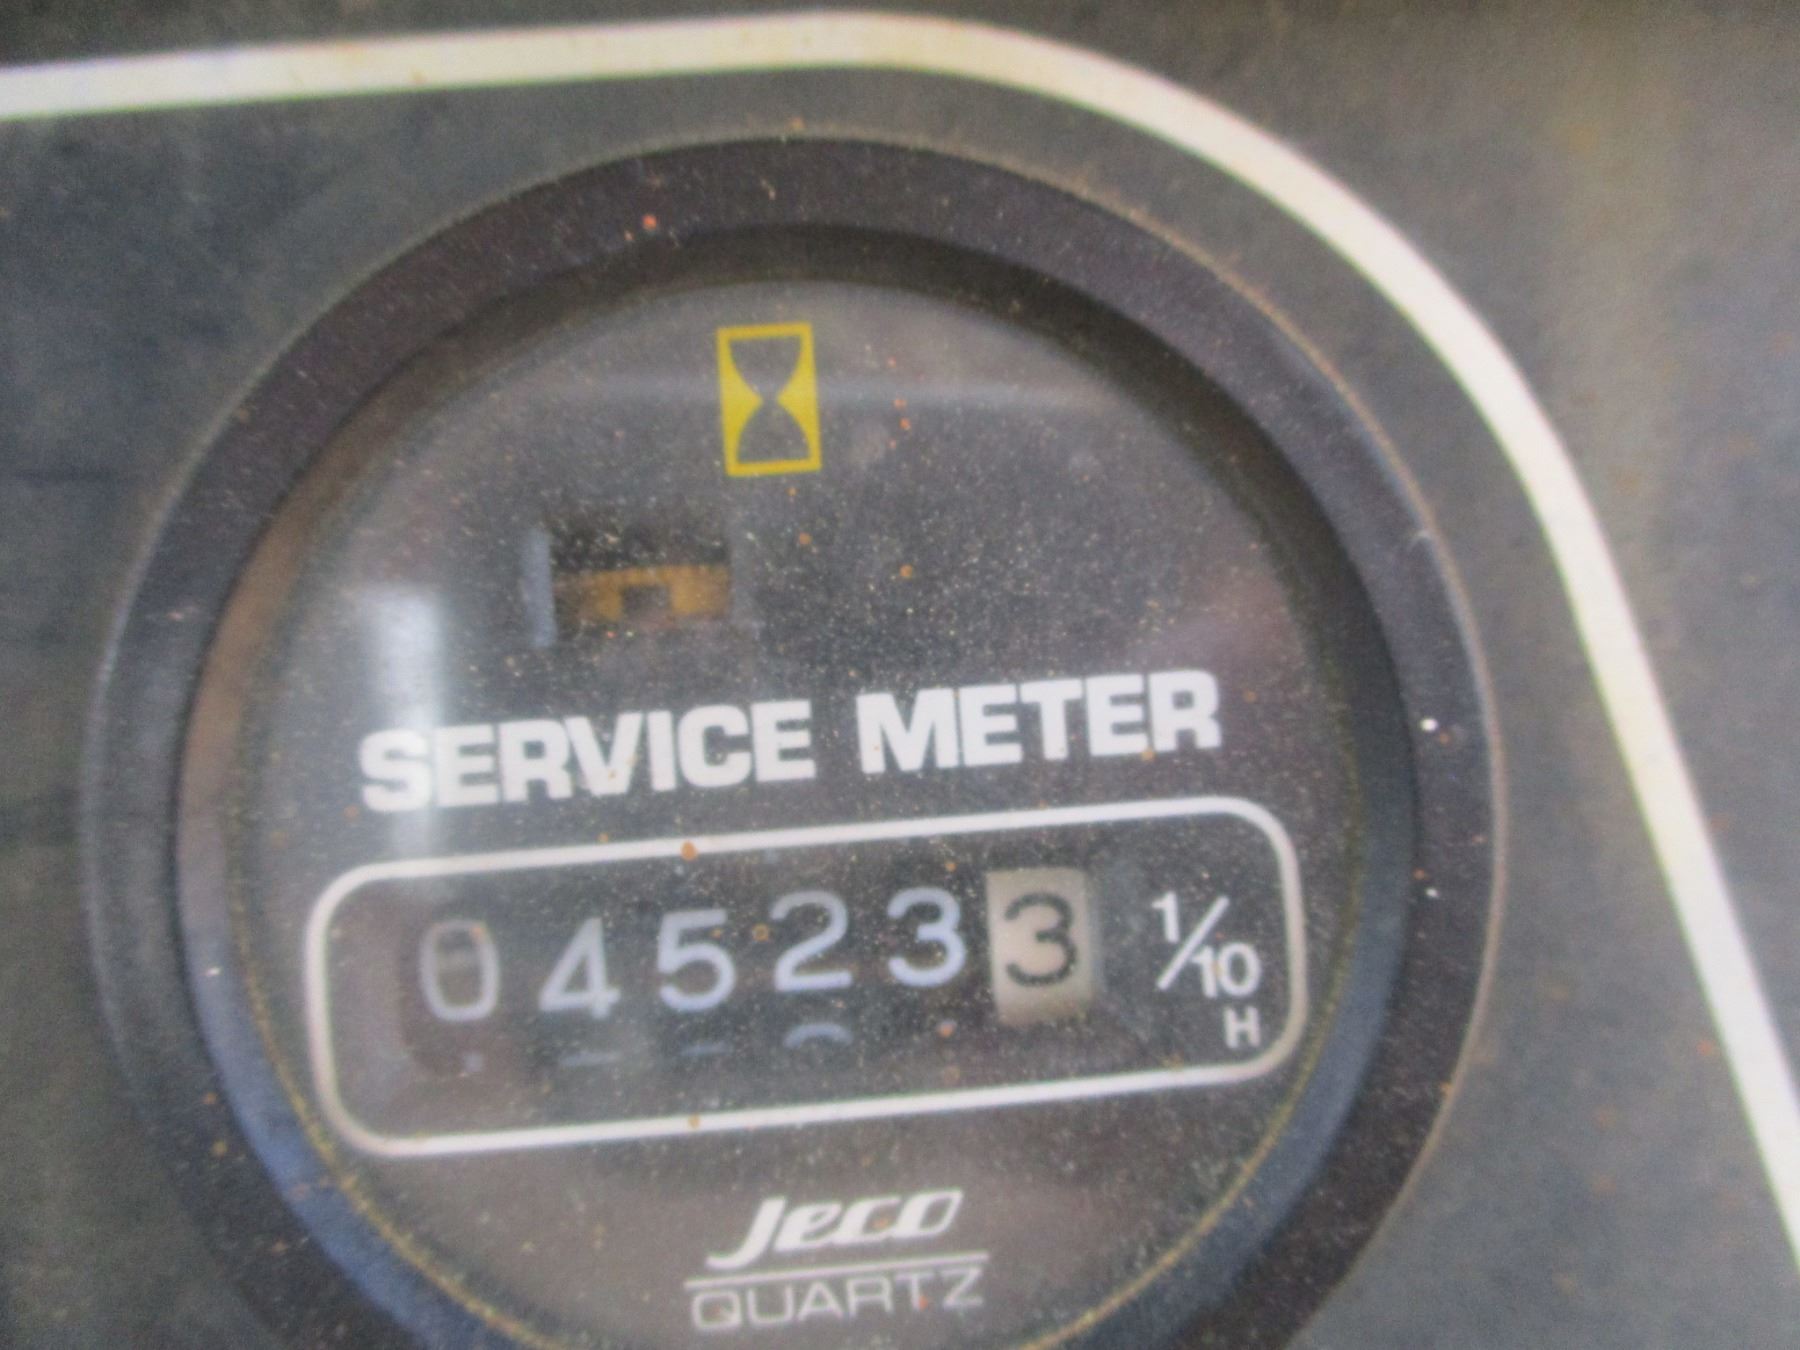 SERVICE METER
045233 1/10
H
Jeco
QUARTZ